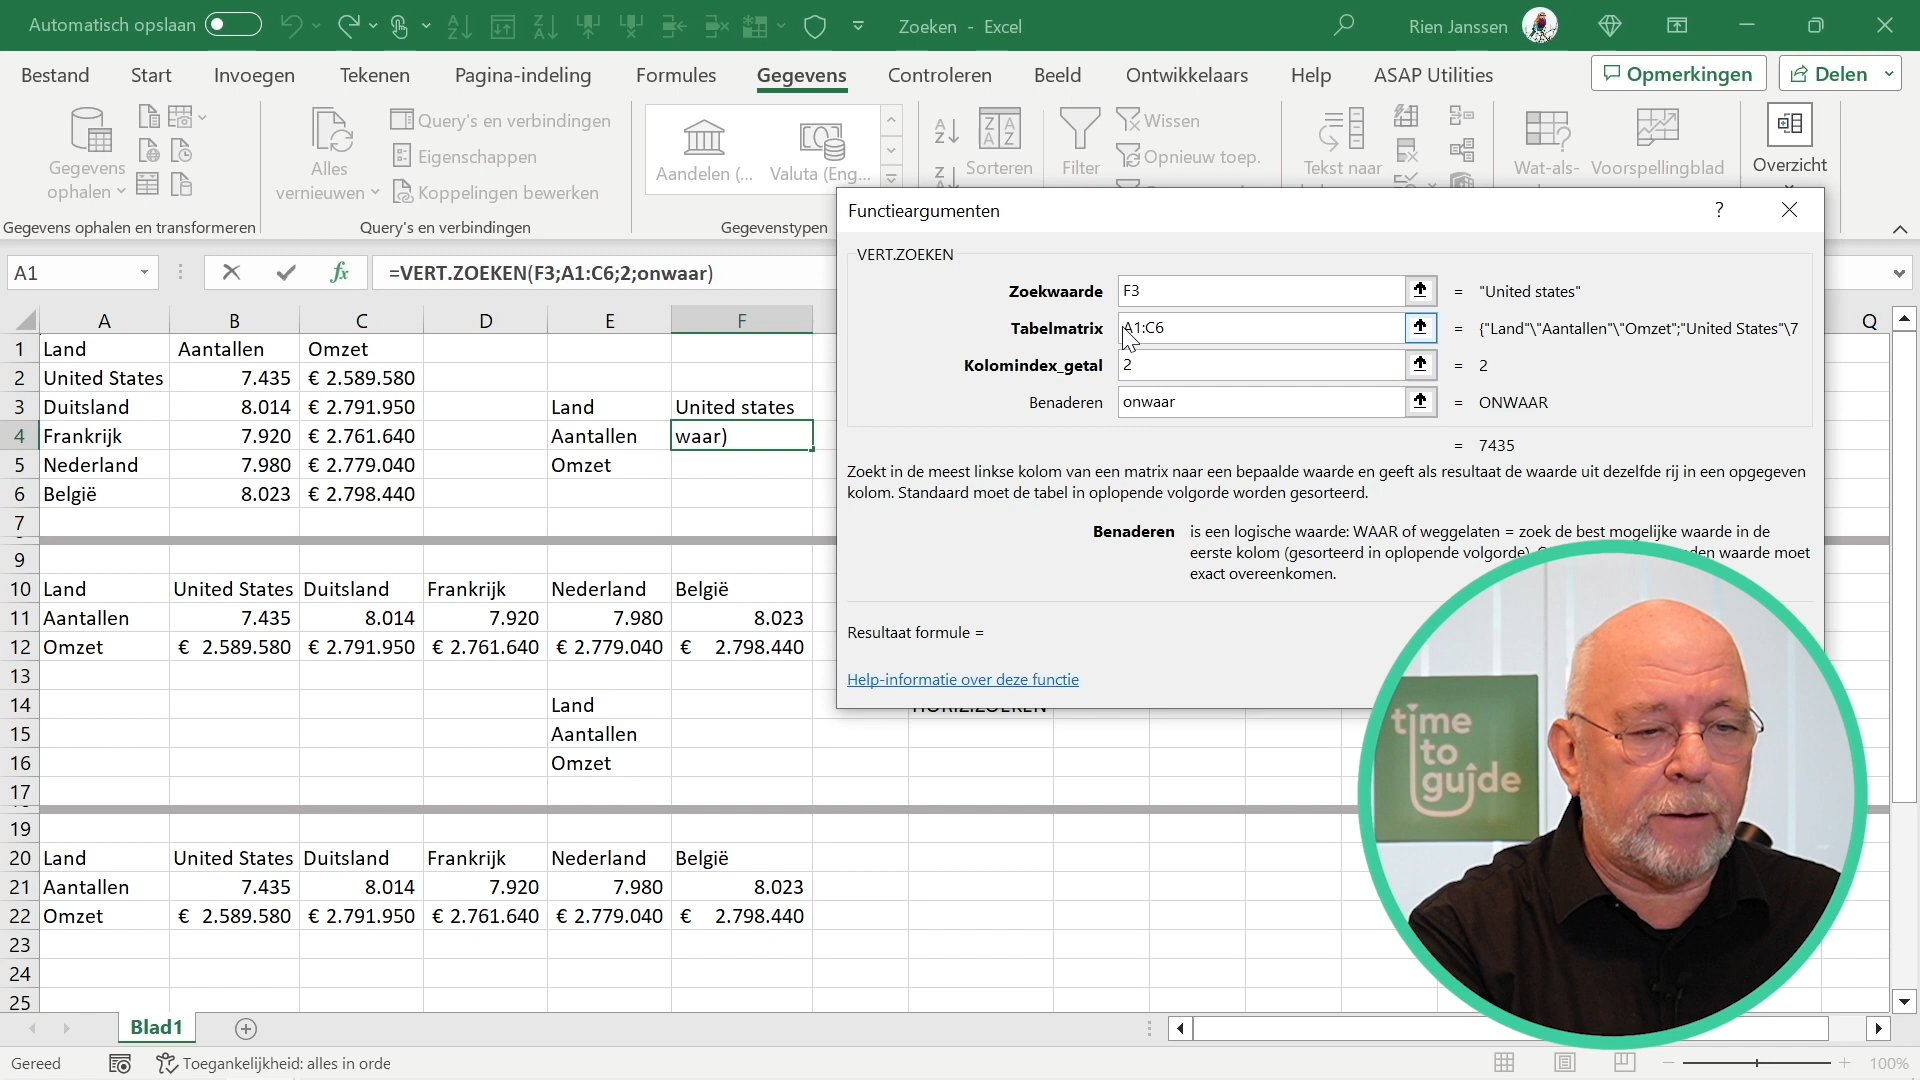 Automatisch opslaan
Zoeken - Excel
Rien Janssen
Bestand Start Invoegen Tekenen Pagina-indeling Formules Gegevens Controleren Beeld Ontwikkelaars Help ASAP Utilities
Opmerkingen Delen
Gegevens ophalen
Alles vernieuwen
Query's en verbindingen
Eigenschappen
Koppelingen bewerken
Aandelen (...
Valuta (Eng...
Sorteren
Filter
Wissen
Opnieuw toep.
Tekst naar
Wat-als-
Voorspellingblad
Overzicht
Gegevens ophalen en transformeren
Query's en verbindingen
Gegevenstypen
A1
fx
=VERT.ZOEKEN(F3;A1:C6;2;onwaar)
A B C D E F Q
1 Land Aantallen Omzet
2 United States 7.435 € 2.589.580
3 Duitsland 8.014 € 2.791.950 Land United states
4 Frankrijk 7.920 € 2.761.640 Aantallen waar)
5 Nederland 7.980 € 2.779.040 Omzet
6 België 8.023 € 2.798.440
7
9
10 Land United States Duitsland Frankrijk Nederland België
11 Aantallen 7.435 8.014 7.920 7.980 8.023
12 Omzet € 2.589.580 € 2.791.950 € 2.761.640 € 2.779.040 € 2.798.440
13
14 Land
15 Aantallen
16 Omzet
17
19
20 Land United States Duitsland Frankrijk Nederland België
21 Aantallen 7.435 8.014 7.920 7.980 8.023
22 Omzet € 2.589.580 € 2.791.950 € 2.761.640 € 2.779.040 € 2.798.440
23
24
25
Functieargumenten ?
VERT.ZOEKEN
Zoekwaarde F3 = "United states"
Tabelmatrix A1:C6 = {"Land"\"Aantallen"\"Omzet";"United States"\7
Kolomindex_getal 2 = 2
Benaderen onwaar = ONWAAR
= 7435
Zoekt in de meest linkse kolom van een matrix naar een bepaalde waarde en geeft als resultaat de waarde uit dezelfde rij in een opgegeven
kolom. Standaard moet de tabel in oplopende volgorde worden gesorteerd.
Benaderen is een logische waarde: WAAR of weggelaten = zoek de best mogelijke waarde in de
eerste kolom (gesorteerd in oplopende volgorde) den waarde moet
exact overeenkomen.
Resultaat formule =
Help-informatie over deze functie
HORIZ.ZOEKEN
time
to
guide
Blad1
Gereed
Toegankelijkheid: alles in orde
100%